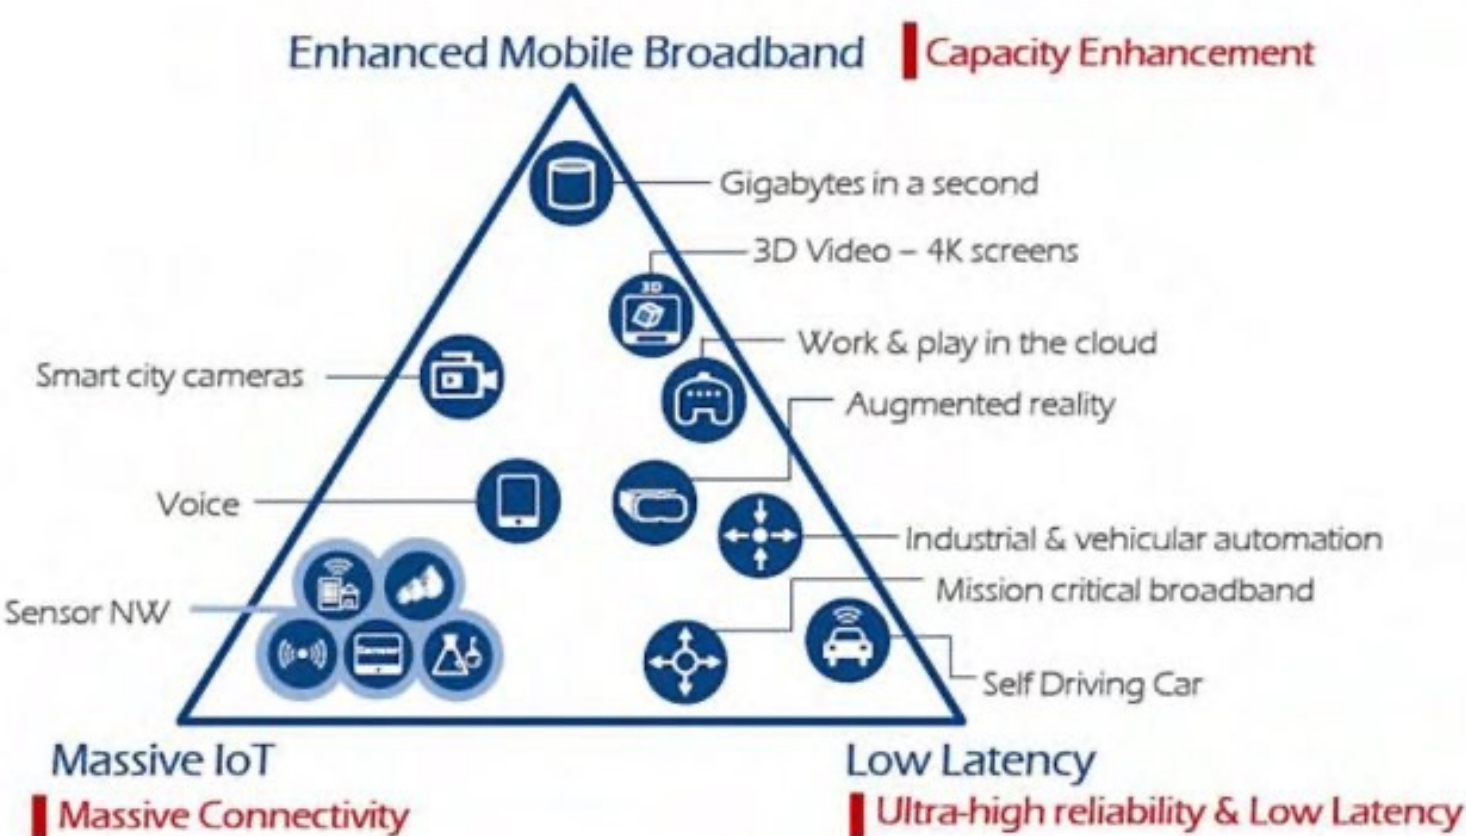 Enhanced Mobile Broadband
Capacity Enhancement
Gigabytes in a second
3D Video – 4K screens
3D
Work & play in the cloud
Smart city cameras
Augmented reality
Voice
Industrial & vehicular automation
Mission critical broadband
Sensor NW
Self Driving Car
Massive IoT
Low Latency
Massive Connectivity
Ultra-high reliability & Low Latency